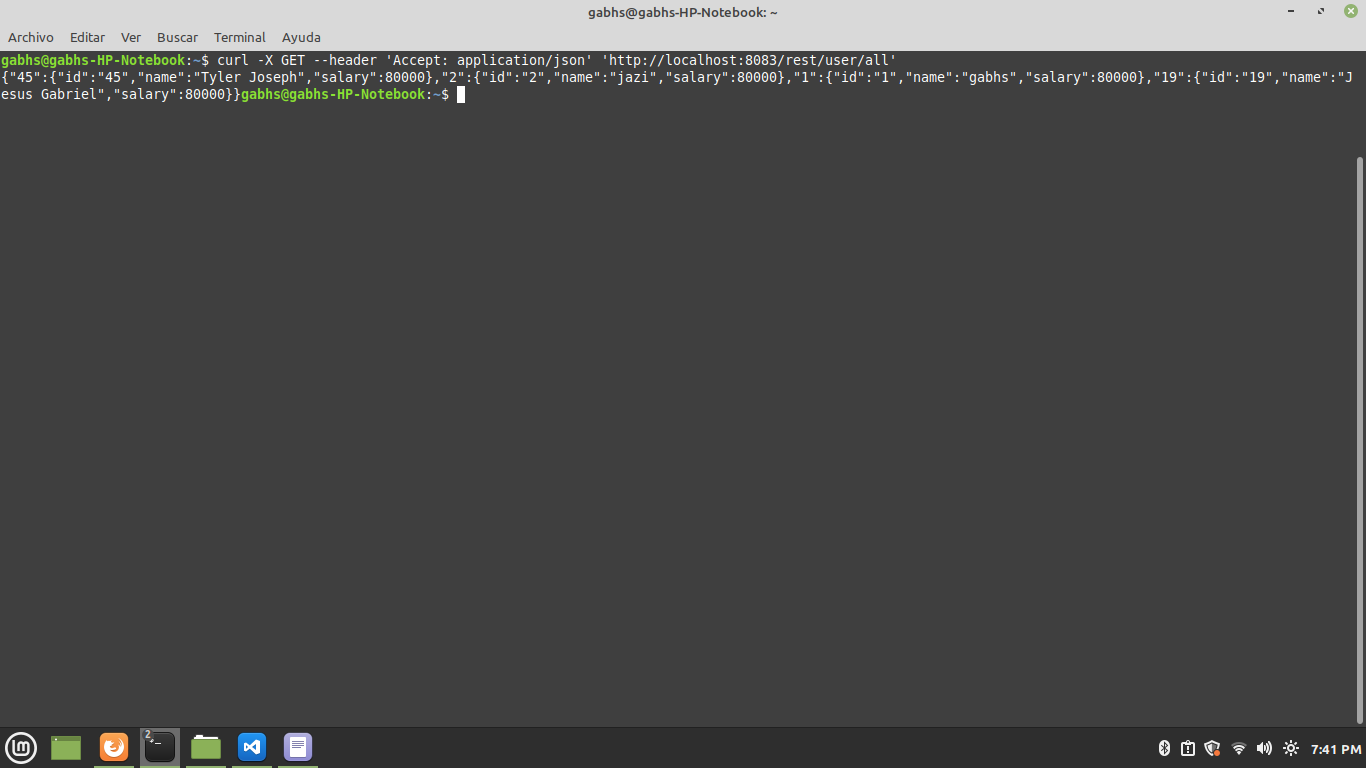 gabhs@gabhs-HP-Notebook: ~
Archivo Editar Ver Buscar Terminal Ayuda
gabhs@gabhs-HP-Notebook:~$ curl -X GET --header 'Accept: application/json' 'http://localhost:8083/rest/user/all'
{"45":{"id":"45","name":"Tyler Joseph","salary":80000},"2":{"id":"2","name":"jazi","salary":80000},"1":{"id":"1","name":"gabhs","salary":80000},"19":{"id":"19","name":"J
esus Gabriel","salary":80000}}gabhs@gabhs-HP-Notebook:~$
2
7:41 PM